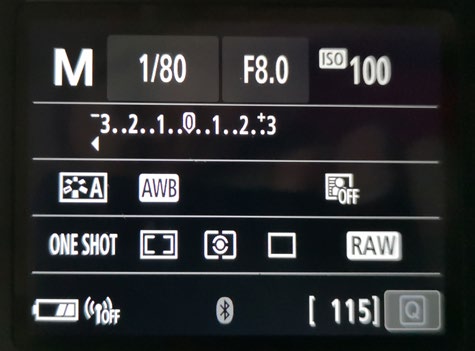 M 1/80 F8.0 ISO 100
-3..2..1..0..1..2.:+3
A AWB OFF
ONE SHOT RAW
OFF [ 115] Q